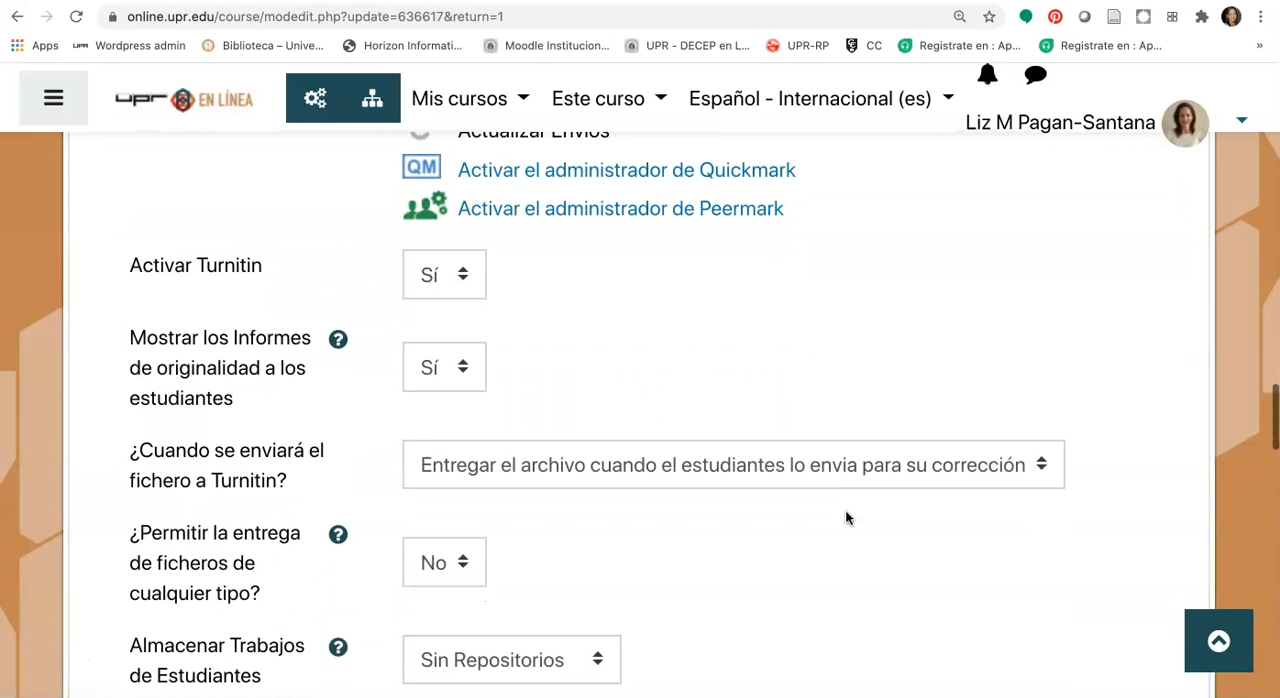 online.upr.edu/course/modedit.php?update=636617&return=1
Apps Wordpress admin Biblioteca – Unive... Horizon Informati... Moodle Institucion... UPR - DECEP en L... UPR-RP CC Registrate en : Ap... Registrate en : Ap... »
upr EN LÍNEA Mis cursos Este curso Español - Internacional (es)
Liz M Pagan-Santana
Actualizar Envíos
QM Activar el administrador de Quickmark
Activar el administrador de Peermark
Activar Turnitin Sí
Mostrar los Informes
de originalidad a los
estudiantes
Sí
¿Cuando se enviará el
fichero a Turnitin?
Entregar el archivo cuando el estudiantes lo envia para su corrección
¿Permitir la entrega
de ficheros de
cualquier tipo?
No
Almacenar Trabajos
de Estudiantes
Sin Repositorios